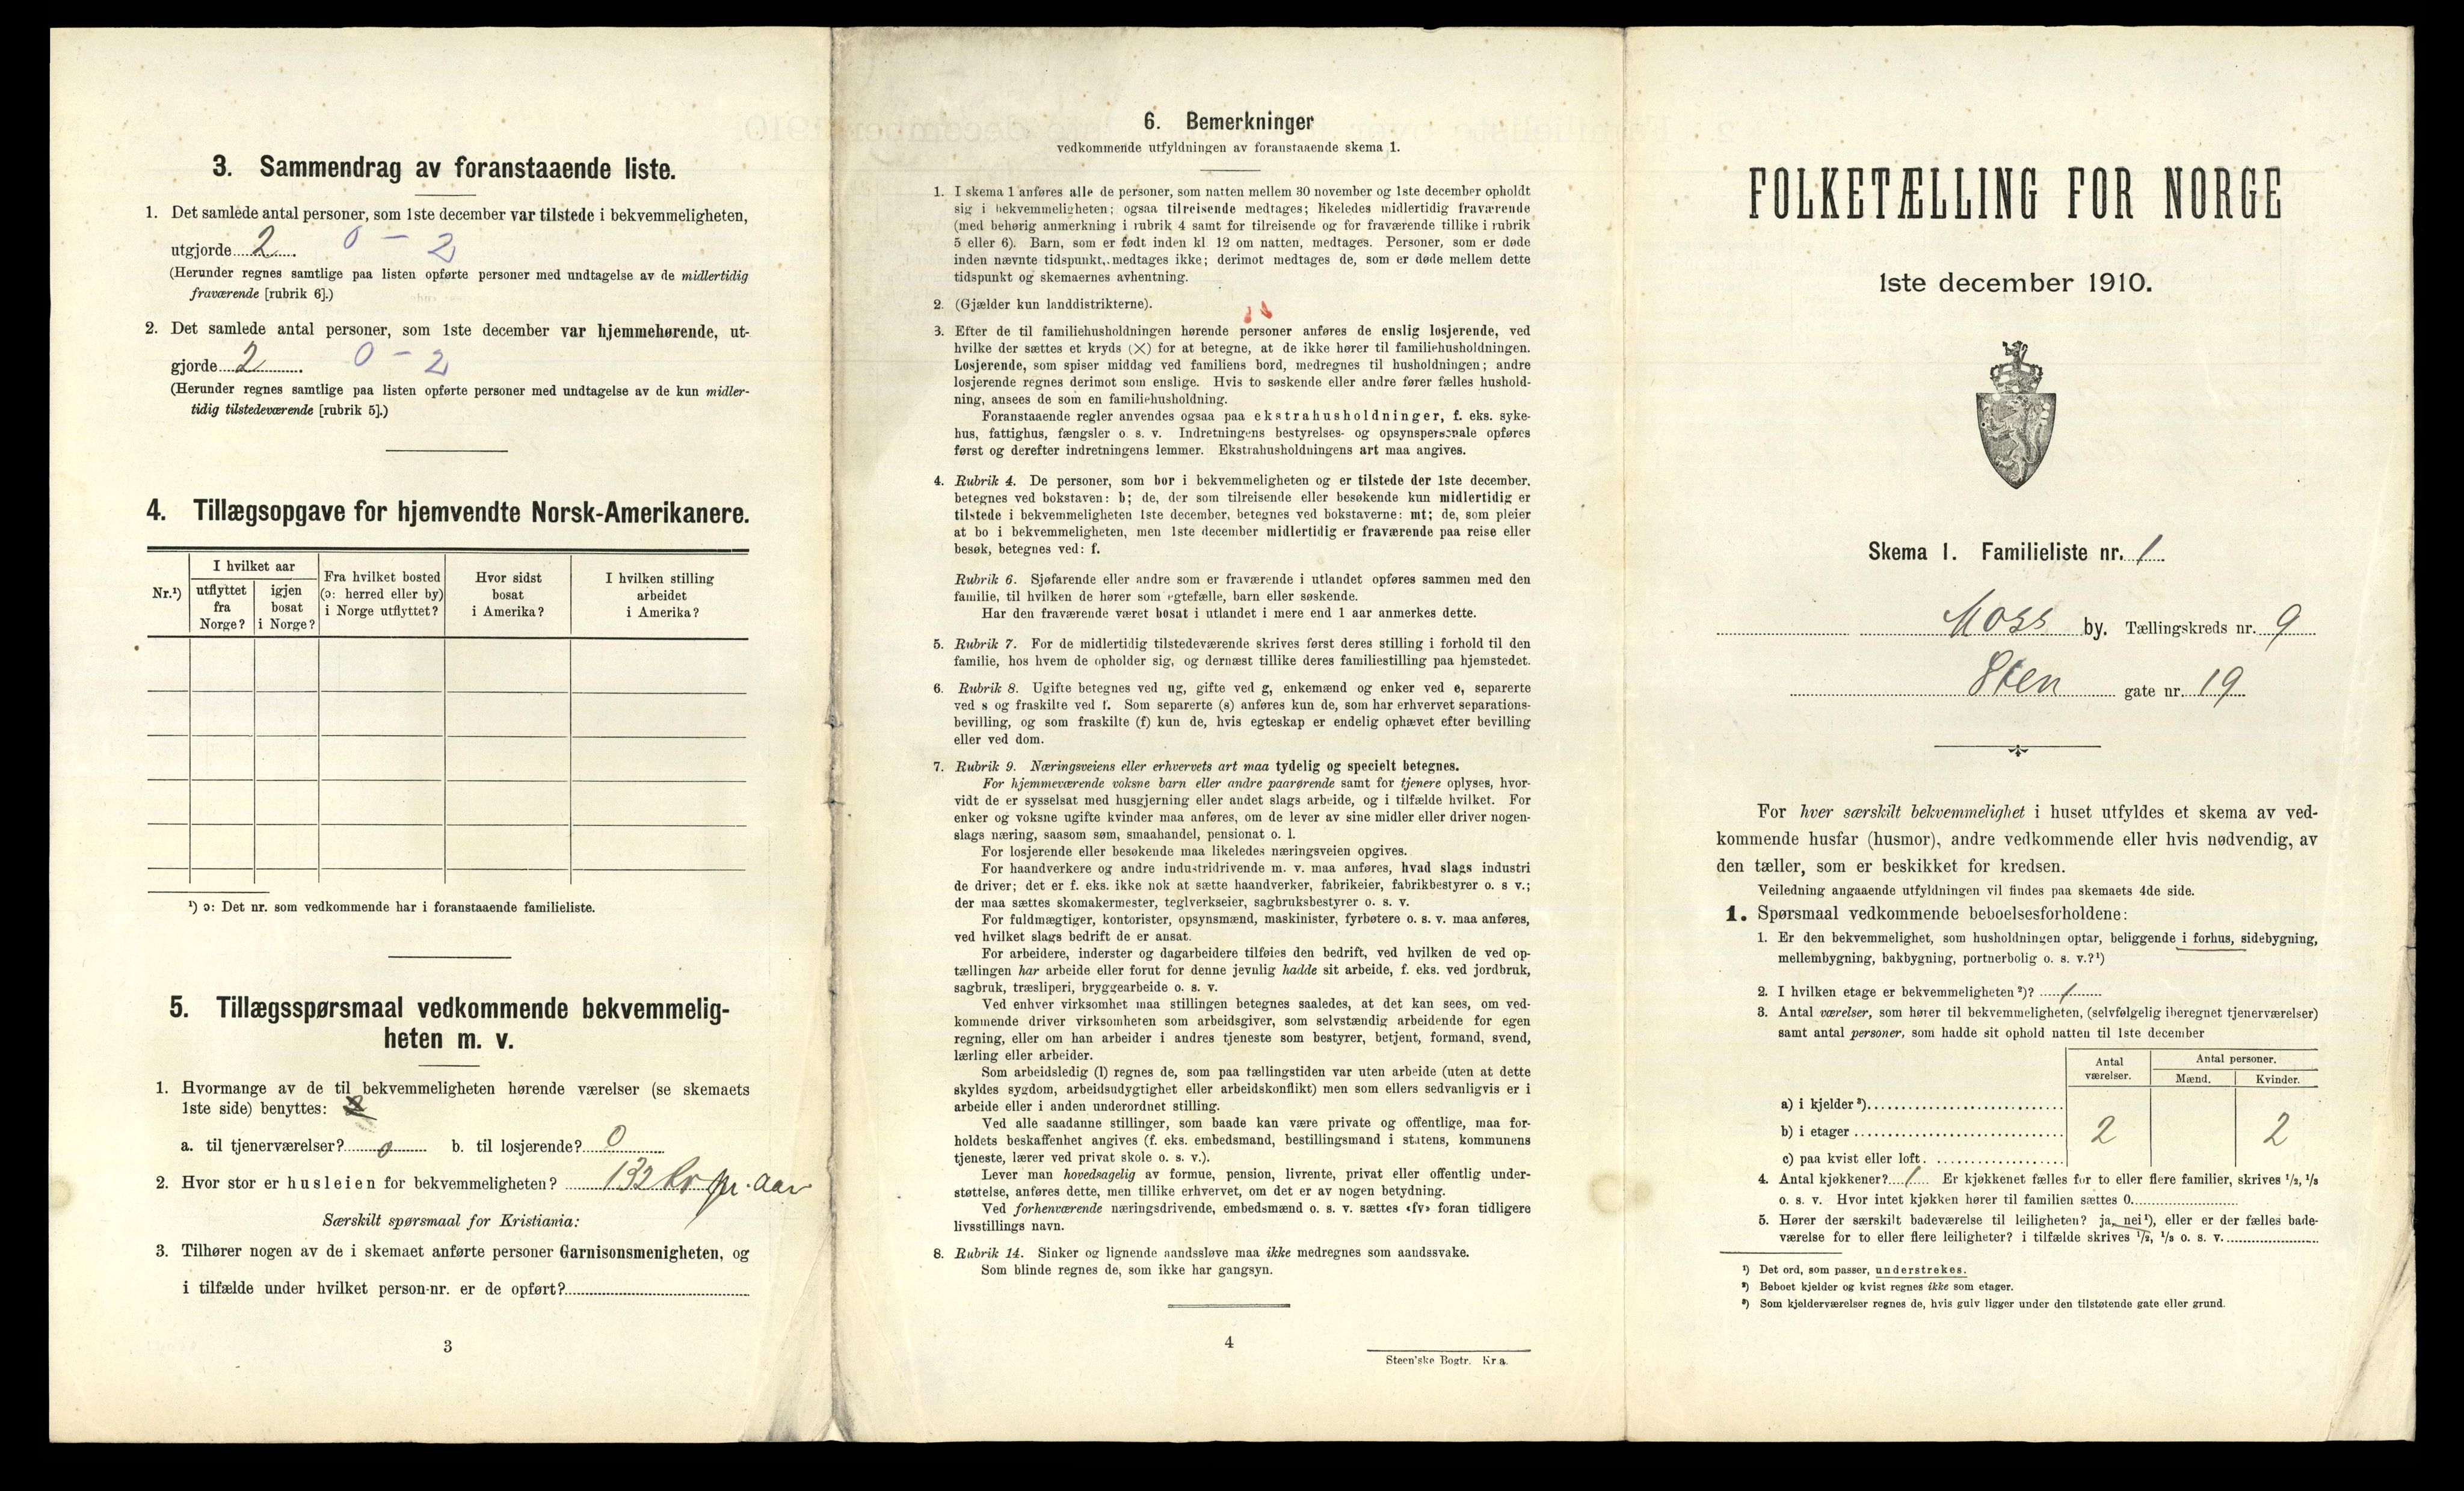 3. Sammendrag av foranstaaende liste.
1. Det samlede antal personer, som 1ste december var tilstede i bekvemmeligheten,
utgjorde 2 0 – 2
(Herunder regnes samtlige paa listen opførte personer med undtagelse av de midlertidig
fraværende [rubrik 6].)
2. Det samlede antal personer, som 1ste december var hjemmehørende, ut-
gjorde 2 0 – 2
(Herunder regnes samtlige paa listen opførte personer med undtagelse av de kun midler-
tidig tilstedeværende [rubrik 5].)
4. Tillægsopgave for hjemvendte Norsk-Amerikanere.
Nr.¹)
I hvilket aar
utflyttet
fra
Norge?
igjen
bosat
i Norge?
Fra hvilket bosted
(ɔ: herred eller by)
i Norge utflyttet?
Hvor sidst
bosat
i Amerika?
I hvilken stilling
arbeidet
i Amerika?
¹) ɔ: Det nr. som vedkommende har i foranstaaende familieliste.
5. Tillægsspørsmaal vedkommende bekvemmelig-
heten m. v.
1. Hvormange av de til bekvemmeligheten hørende værelser (se skemaets
1ste side) benyttes:
a. til tjenerværelser? 0 b. til losjerende? 0
2. Hvor stor er husleien for bekvemmeligheten? 132 kr pr. aar
Særskilt spørsmaal for Kristiania:
3. Tilhører nogen av de i skemaet anførte personer Garnisonsmenigheten, og
i tilfælde under hvilket person-nr. er de opført?
3
6. Bemerkninger
vedkommende utfyldningen av foranstaaende skema 1.
1. I skema 1 anføres alle de personer, som natten mellem 30 november og 1ste december opholdt
sig i bekvemmeligheten; ogsaa tilreisende medtages; likeledes midlertidig fraværende
(med behørig anmerkning i rubrik 4 samt for tilreisende og for fraværende tillike i rubrik
5 eller 6). Barn, som er født inden kl 12 om natten, medtages. Personer, som er døde
inden nævnte tidspunkt, medtages ikke; derimot medtages de, som er døde mellem dette
tidspunkt og skemaernes avhentning.
2. (Gjælder kun landdistrikterne).
3. Efter de til familiehusholdningen hørende personer anføres de enslig losjerende, ved
hvilke der sættes et kryds (×) for at betegne, at de ikke hører til familiehusholdningen.
Losjerende, som spiser middag ved familiens bord, medregnes til husholdningen; andre
losjerende regnes derimot som enslige. Hvis to søskende eller andre fører fælles hushold-
ning, ansees de som en familiehusholdning.
Foranstaaende regler anvendes ogsaa paa ekstrahusholdninger, f. eks. syke-
hus, fattighus, fængsler o. s. v. Indretningens bestyrelses- og opsynspersonale opføres
først og derefter indretningens lemmer. Ekstrahusholdningens art maa angives.
4. Rubrik 4. De personer, som bor i bekvemmeligheten og er tilstede der 1ste december,
betegnes ved bokstaven: b; de, der som tilreisende eller besøkende kun midlertidig er
tilstede i bekvemmeligheten 1ste december, betegnes ved bokstaverne: mt; de, som pleier
at bo i bekvemmeligheten, men 1ste december midlertidig er fraværende paa reise eller
besøk, betegnes ved: f.
Rubrik 6. Sjøfarende eller andre som er fraværende i utlandet opføres sammen med den
familie, til hvilken de hører som egtefælle, barn eller søskende.
Har den fraværende været bosat i utlandet i mere end 1 aar anmerkes dette.
5. Rubrik 7. For de midlertidig tilstedeværende skrives først deres stilling i forhold til den
familie, hos hvem de opholder sig, og dernæst tillike deres familiestilling paa hjemstedet.
6. Rubrik 8. Ugifte betegnes ved ug, gifte ved g, enkemænd og enker ved e, separerte
ved s og fraskilte ved f. Som separerte (s) anføres kun de, som har erhvervet separations-
bevilling, og som fraskilte (f) kun de, hvis egteskap er endelig ophævet efter bevilling
eller ved dom.
7. Rubrik 9. Næringsveiens eller erhvervets art maa tydelig og specielt betegnes.
For hjemmeværende voksne barn eller andre paarørende samt for tjenere oplyses, hvor-
vidt de er sysselsat med husgjerning eller andet slags arbeide, og i tilfælde hvilket. For
enker og voksne ugifte kvinder maa anføres, om de lever av sine midler eller driver nogen-
slags næring, saasom søm, smaahandel, pensionat o. l.
For losjerende eller besøkende maa likeledes næringsveien opgives.
For haandverkere og andre industridrivende m. v. maa anføres, hvad slags industri
de driver; det er f. eks. ikke nok at sætte haandverker, fabrikeier, fabrikbestyrer o. s v.;
der maa sættes skomakermester, teglverkseier, sagbruksbestyrer o. s. v.
For fuldmægtiger, kontorister, opsynsmænd, maskinister, fyrbøtere o. s. v. maa anføres,
ved hvilket slags bedrift de er ansat.
For arbeidere, inderster og dagarbeidere tilføies den bedrift, ved hvilken de ved op-
tællingen har arbeide eller forut for denne jevnlig hadde sit arbeide, f. eks. ved jordbruk,
sagbruk, træsliperi, bryggearbeide o. s. v.
Ved enhver virksomhet maa stillingen betegnes saaledes, at det kan sees, om ved-
kommende driver virksomheten som arbeidsgiver, som selvstændig arbeidende for egen
regning, eller om han arbeider i andres tjeneste som bestyrer, betjent, formand, svend,
lærling eller arbeider.
Som arbeidsledig (l) regnes de, som paa tællingstiden var uten arbeide (uten at dette
skyldes sygdom, arbeidsudygtighet eller arbeidskonflikt) men som ellers sedvanligvis er i
arbeide eller i anden underordnet stilling.
Ved alle saadanne stillinger, som baade kan være private og offentlige, maa for-
holdets beskaffenhet angives (f. eks. embedsmand, bestillingsmand i statens, kommunens
tjeneste, lærer ved privat skole o. s. v.).
Lever man hovedsagelig av formue, pension, livrente, privat eller offentlig under-
støttelse, anføres dette, men tillike erhvervet, om det er av nogen betydning.
Ved forhenværende næringsdrivende, embedsmænd o. s. v. sættes «fv» foran tidligere
livsstillings navn.
8. Rubrik 14. Sinker og lignende aandssløve maa ikke medregnes som aandssvake.
Som blinde regnes de, som ikke har gangsyn.
4
Steen'ske Bogtr. Kr.a.
FOLKETÆLLING FOR NORGE
1ste december 1910.
Skema 1. Familieliste nr. 1
Moss by. Tællingskreds nr. 9
Sten gate nr. 19
For hver særskilt bekvemmelighet i huset utfyldes et skema av ved-
kommende husfar (husmor), andre vedkommende eller hvis nødvendig, av
den tæller, som er beskikket for kredsen.
Veiledning angaaende utfyldningen vil findes paa skemaets 4de side.
1. Spørsmaal vedkommende beboelsesforholdene:
1. Er den bekvemmelighet, som husholdningen optar, beliggende i forhus, sidebygning,
mellembygning, bakbygning, portnerbolig o. s. v.?¹)
2. I hvilken etage er bekvemmeligheten²)? 1
3. Antal værelser, som hører til bekvemmeligheten, (selvfølgelig iberegnet tjenerværelser)
samt antal personer, som hadde sit ophold natten til 1ste december
Antal
værelser.
Antal personer.
Mænd. Kvinder.
a) i kjelder³)
b) i etager 2 2
c) paa kvist eller loft
4. Antal kjøkkener? 1 Er kjøkkenet fælles for to eller flere familier, skrives ¹/₂, ¹/₃
o. s. v. Hvor intet kjøkken hører til familien sættes 0.
5. Hører der særskilt badeværelse til leiligheten? ja, nei¹), eller er der fælles bade-
værelse for to eller flere leiligheter? i tilfælde skrives ¹/₂, ¹/₃ o. s. v.
¹) Det ord, som passer, understrekes.
²) Beboet kjelder og kvist regnes ikke som etager.
³) Som kjelderværelser regnes de, hvis gulv ligger under den tilstøtende gate eller grund.